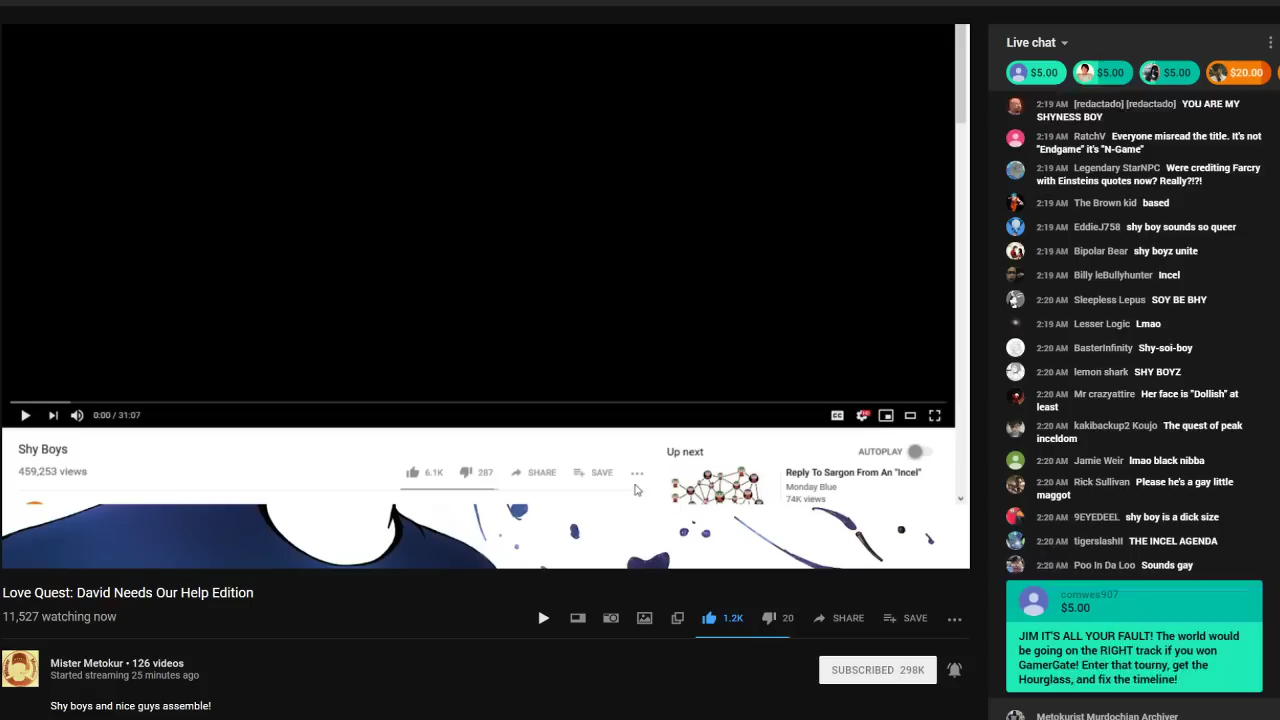 Live chat
$5.00 $5.00 $5.00 $20.00
2:19 AM [redactado] [redactado] YOU ARE MY
SHYNESS BOY
2:19 AM RatchV Everyone misread the title. It's not
"Endgame" it's "N-Game"
2:19 AM Legendary StarNPC Were crediting Farcry
with Einsteins quotes now? Really?!?!
2:19 AM The Brown kid based
2:19 AM EddieJ758 shy boy sounds so queer
2:19 AM Bipolar Bear shy boyz unite
2:19 AM Billy leBullyhunter Incel
2:20 AM Sleepless Lepus SOY BE BHY
2:19 AM Lesser Logic Lmao
2:20 AM BasterInfinity Shy-soi-boy
2:20 AM lemon shark SHY BOYZ
2:20 AM Mr crazyattire Her face is "Dollish" at
least
2:20 AM kakibackup2 Koujo The quest of peak
inceldom
2:20 AM Jamie Weir lmao black nibba
2:20 AM Rick Sullivan Please he's a gay little
maggot
2:20 AM 9EYEDEEL shy boy is a dick size
2:20 AM tigerslashII THE INCEL AGENDA
2:20 AM Poo In Da Loo Sounds gay
comwes907
$5.00
JIM IT'S ALL YOUR FAULT! The world would
be going on the RIGHT track if you won
GamerGate! Enter that tourny, get the
Hourglass, and fix the timeline!
Metokurist Murdochian Archiver
0:00 / 31:07
Shy Boys
459,253 views
6.1K 287 SHARE SAVE
Up next AUTOPLAY
Reply To Sargon From An "Incel"
Monday Blue
74K views
Love Quest: David Needs Our Help Edition
11,527 watching now
1.2K 20 SHARE SAVE
Mister Metokur • 126 videos
Started streaming 25 minutes ago
SUBSCRIBED 298K
Shy boys and nice guys assemble!